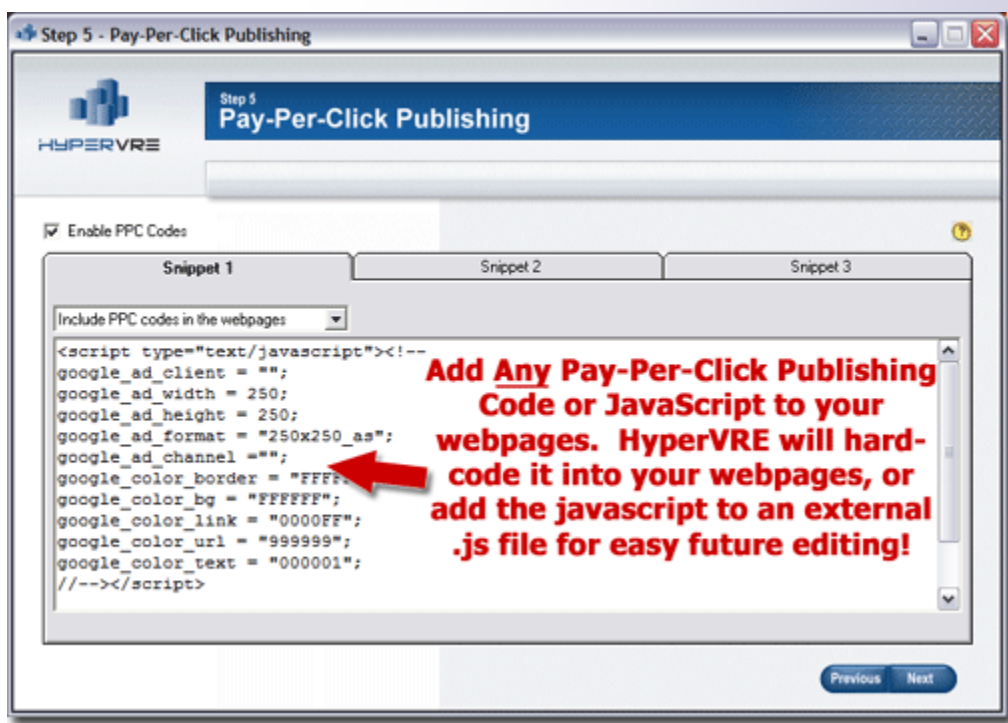 Step 5 - Pay-Per-Click Publishing
Step 5
Pay-Per-Click Publishing
HYPERVRE
Enable PPC Codes
Snippet 1
Snippet 2
Snippet 3
Include PPC codes in the webpages
<script type="text/javascript"><!--
google_ad_client = "";
google_ad_width = 250;
google_ad_height = 250;
google_ad_format = "250x250_as";
google_ad_channel ="";
google_color_border = "FFFF
google_color_bg = "FFFFFF";
google_color_link = "0000FF";
google_color_url = "999999";
google_color_text = "000001";
//--></script>
Add Any Pay-Per-Click Publishing
Code or JavaScript to your
webpages. HyperVRE will hard-
code it into your webpages, or
add the javascript to an external
.js file for easy future editing!
Previous
Next